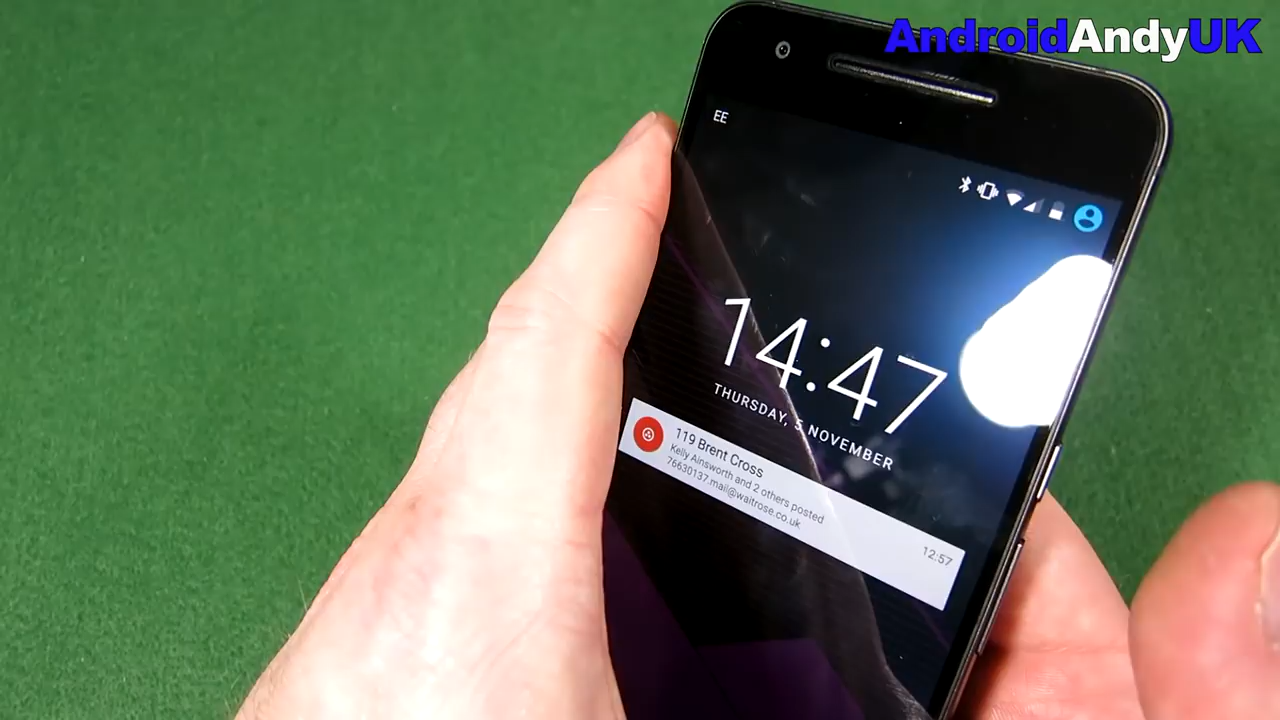 AndroidAndyUK
EE
14:47
THURSDAY, 5 NOVEMBER
119 Brent Cross
Kelly Ainsworth and 2 others posted
76630137.mail@waitrose.co.uk
12:57